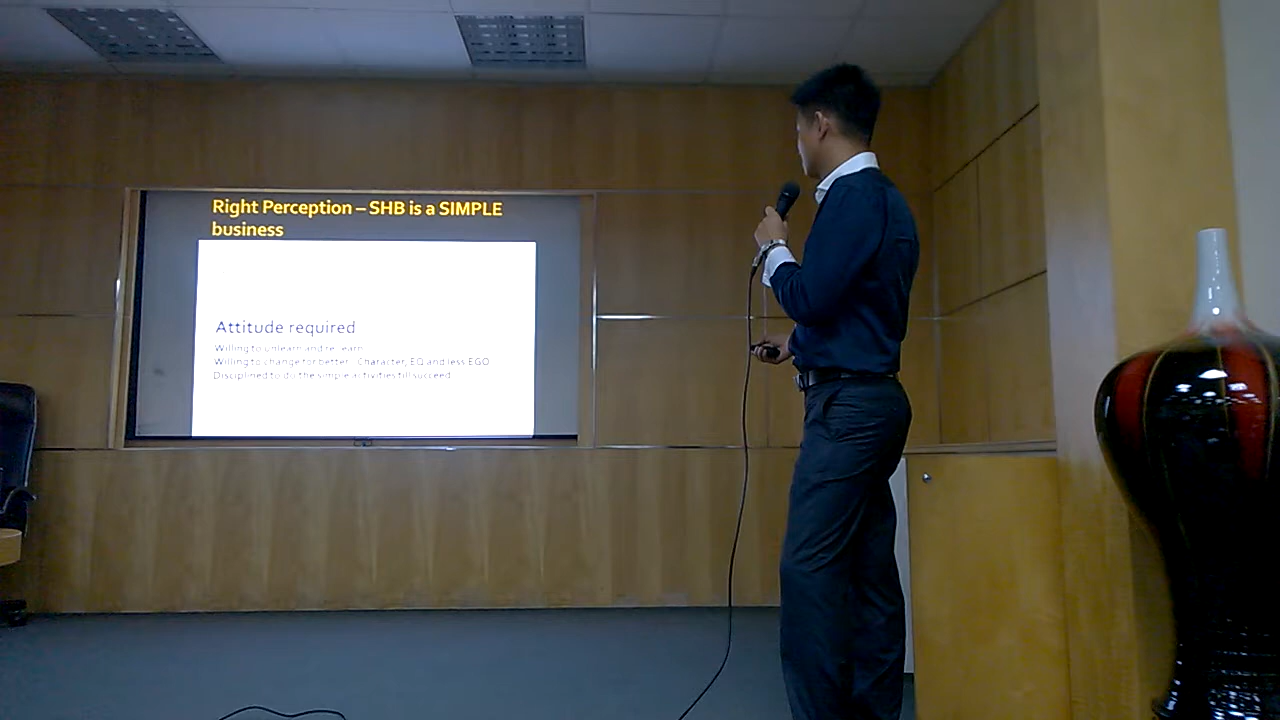 Right Perception – SHB is a SIMPLE
business
Attitude required
Willing to unlearn and re-learn
Willing to change for better - Character, EQ and less EGO
Disciplined to do the simple activities till succeed